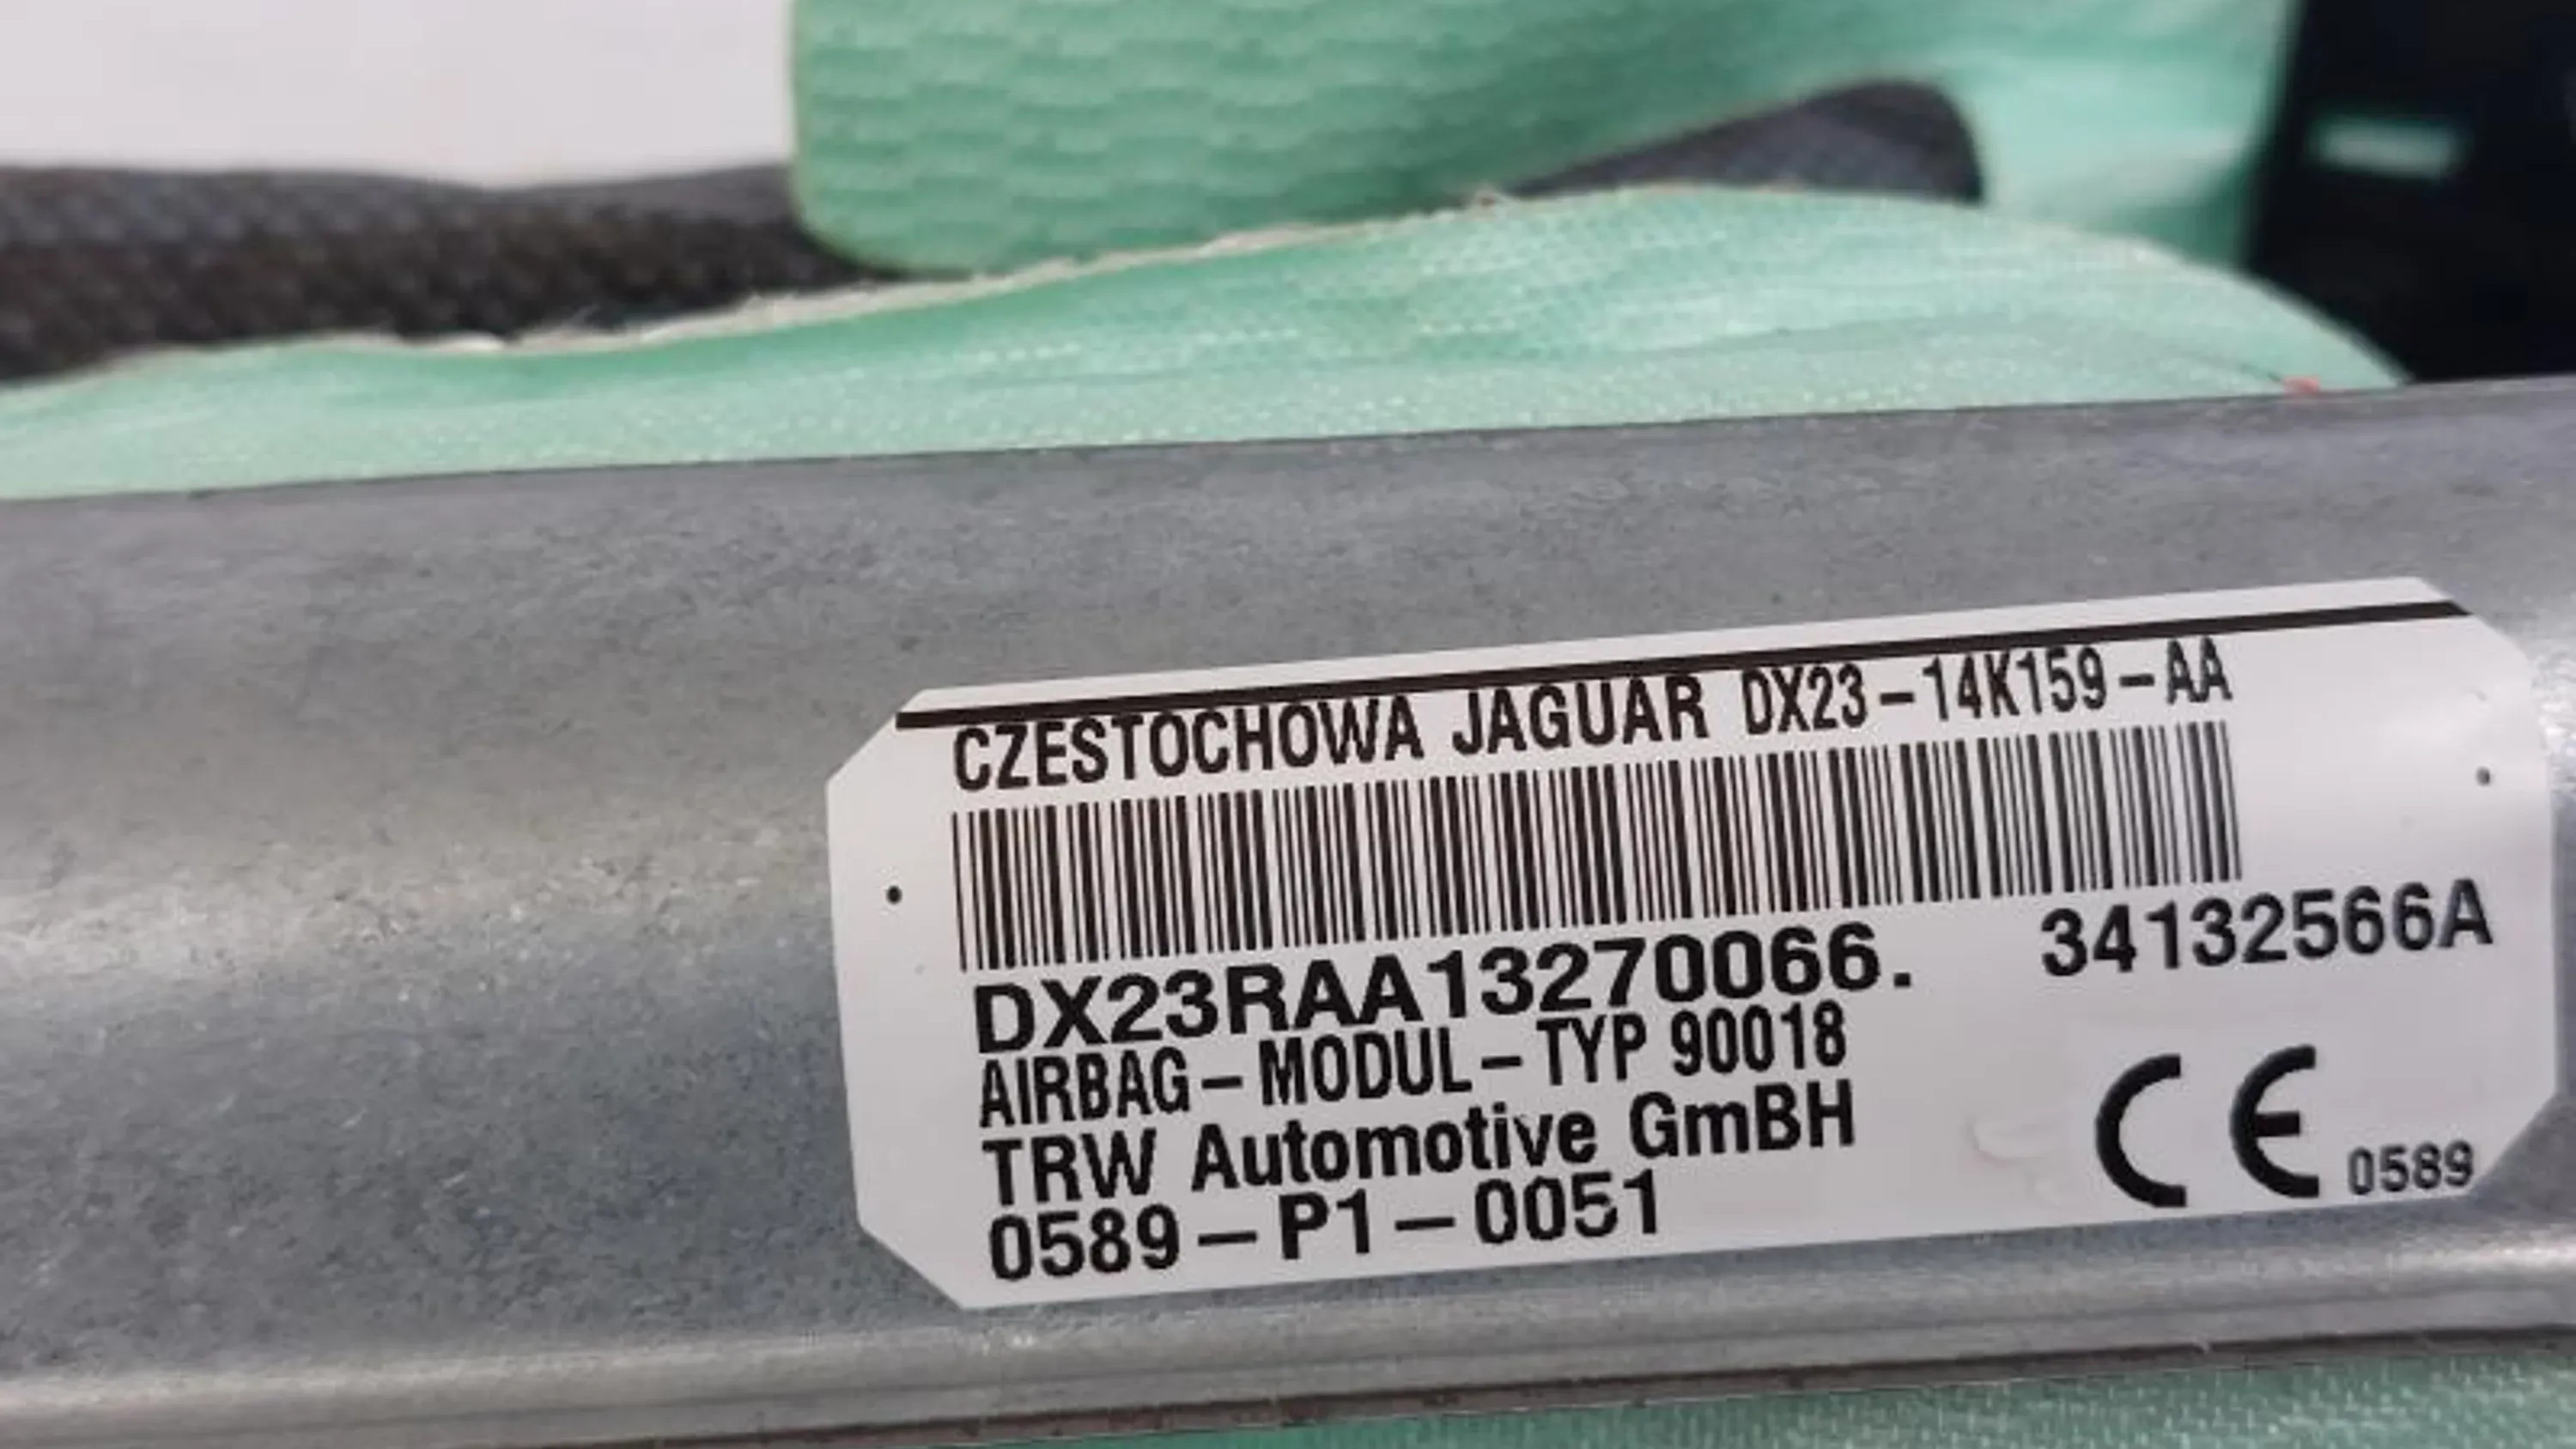 CZESTOCHOWA JAGUAR DX23-14K159-AA
DX23RAA13270066. 34132566A
AIRBAG-MODUL-TYP 90018
TRW Automotive GmBH
0589-P1-0051
CE 0589